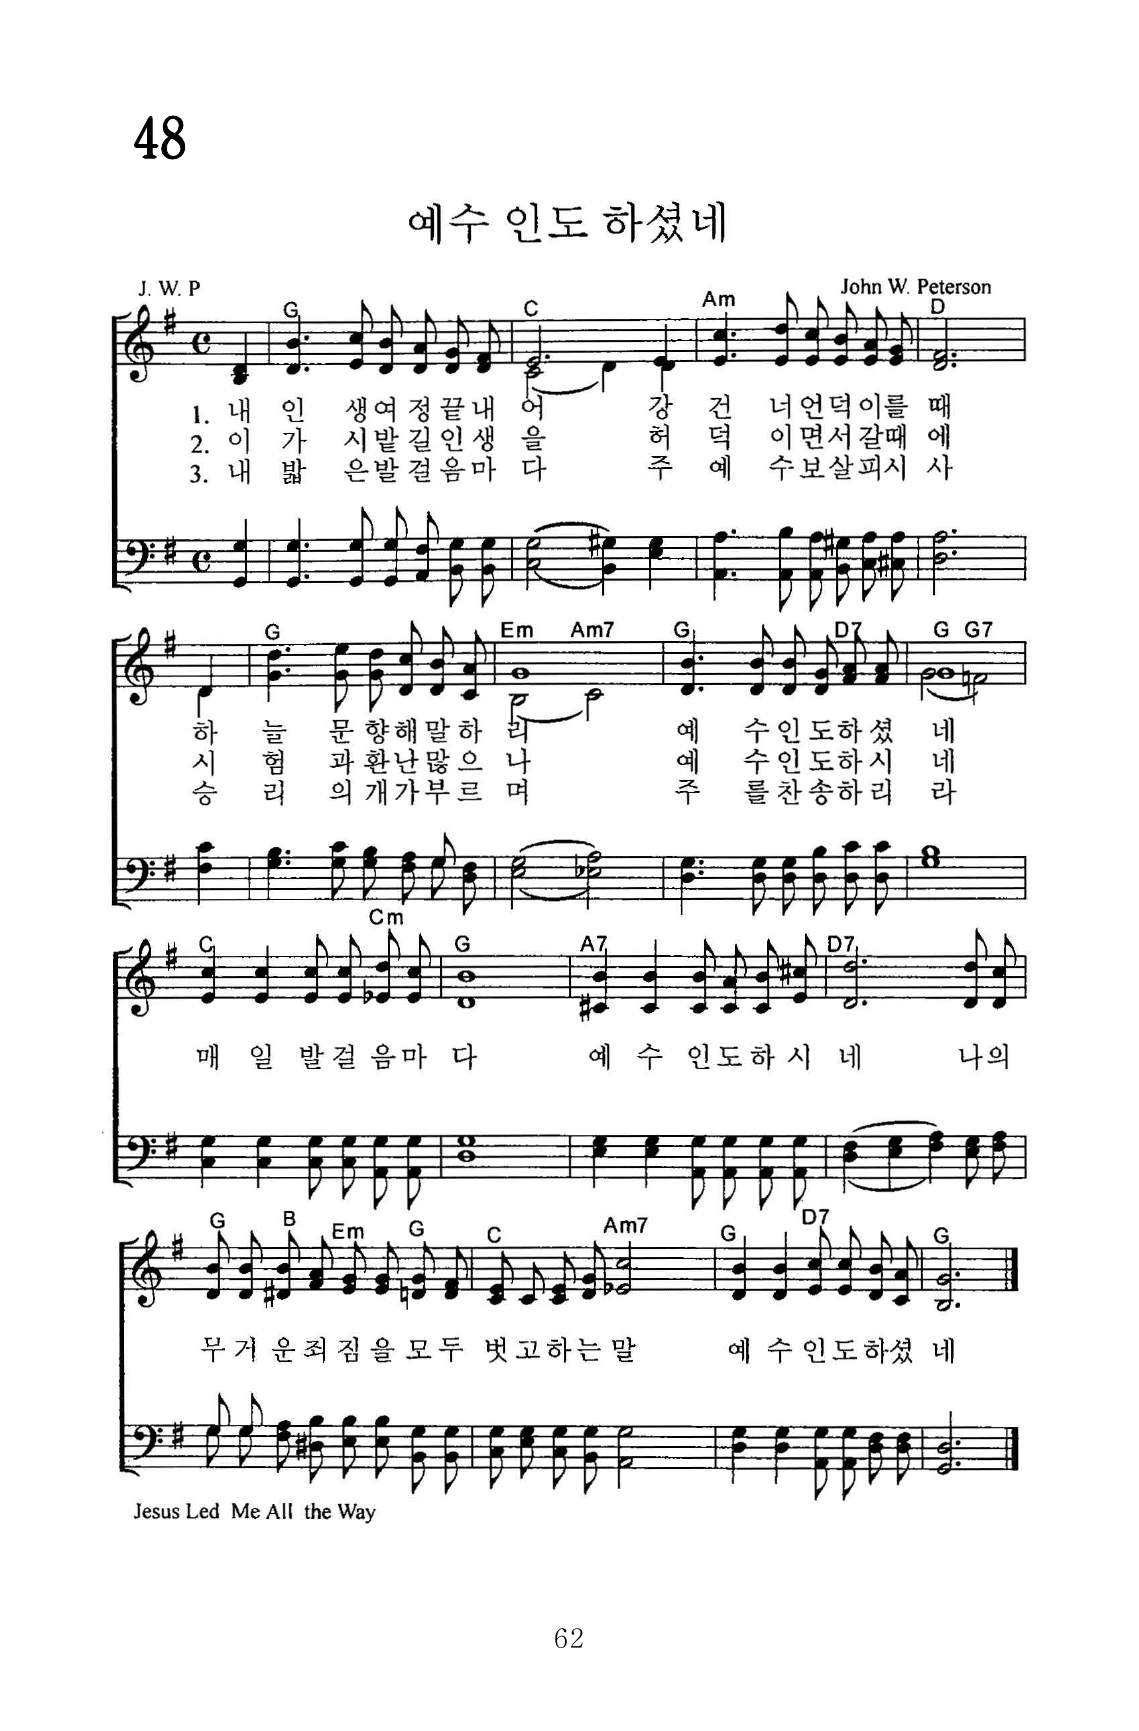 48
예수 인도 하셨네
J. W. P
John W. Peterson
G C Am D
1. 내 인 생여 정 끝 내 어 강 건 너 언덕 이를 때
2. 이 가 시 밭 길 인 생 을 허 덕 이 면 서 갈때 에
3. 내 밟 은 발 걸 음 마 다 주 예 수 보 살 피 시 사
G Em Am7 G D7 G G7
하 늘 문 향 해 말 하 리 예 수 인 도 하 셨 네
시 험 과 환 난 많 으 나 예 수 인 도 하 시 네
승 리 의 개 가 부 르 며 주 를 찬 송 하 리 라
C Cm G A7 D7
매 일 발 걸 음 마 다 예 수 인 도 하 시 네 나의
G B Em G C Am7 G D7 G
무 거 운 죄 짐 을 모 두 벗 고 하 는 말 예 수 인 도 하셨 네
Jesus Led Me All the Way
62